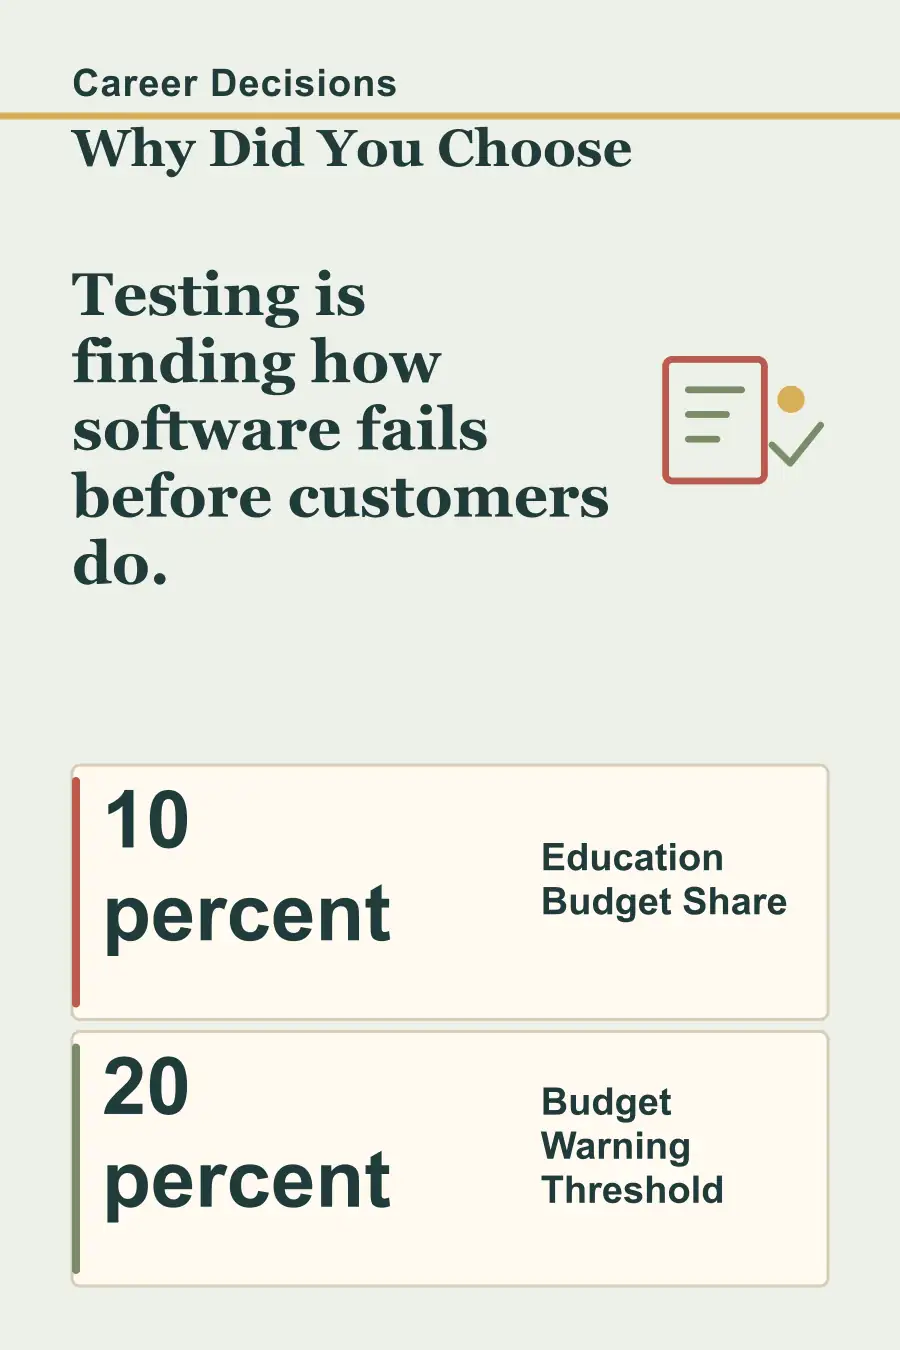 Career Decisions
Why Did You Choose
Testing is
finding how
software fails
before customers
do.
10
percent
Education
Budget Share
20
percent
Budget
Warning
Threshold